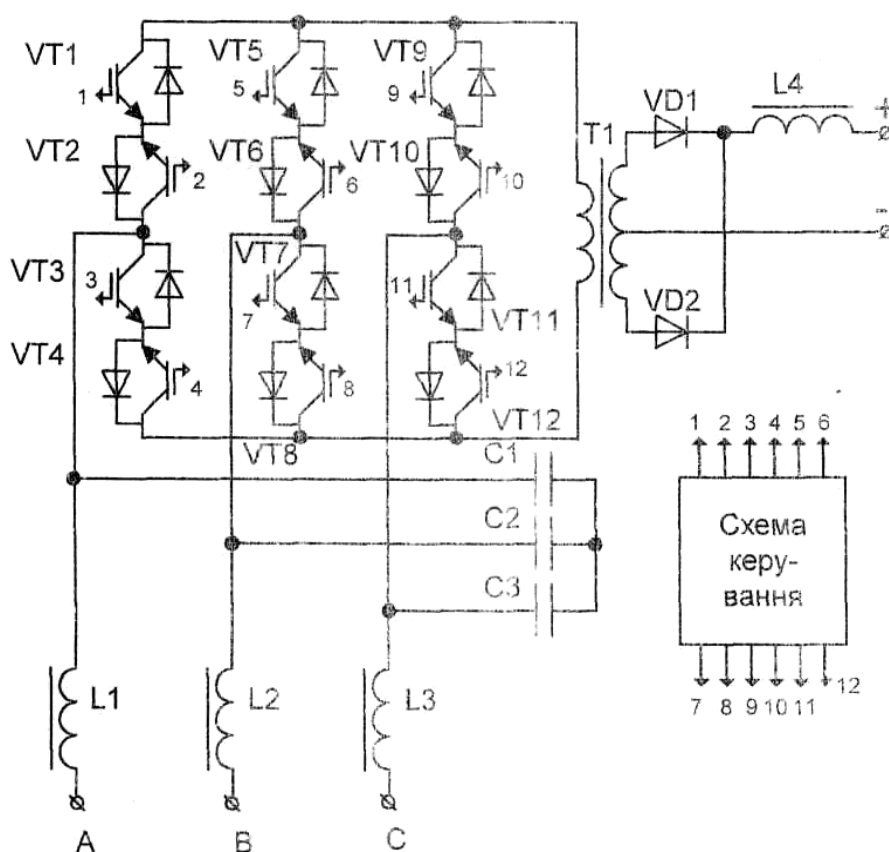 VT1
VT5
VT9
1
5
9
VT2
VT6
VT10
2
6
10
T1
VD1
L4
+
-
VT3
VT7
3
7
11
VT11
VD2
VT4
4
8
12
VT8
VT12
C1
C2
C3
1 2 3 4 5 6
Схема
керу-
вання
7 8 9 10 11 12
L1
L2
L3
A
B
C